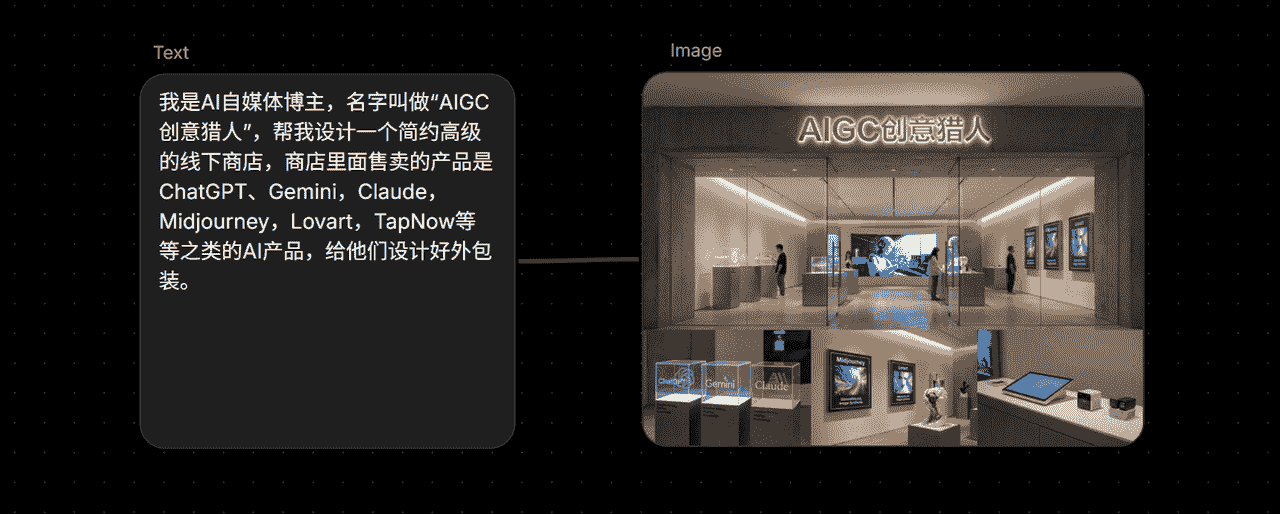 Text
我是AI自媒体博主，名字叫做“AIGC
创意猎人”，帮我设计一个简约高级
的线下商店，商店里面售卖的产品是
ChatGPT、Gemini，Claude，
Midjourney，Lovart，TapNow等
等之类的AI产品，给他们设计好外包
装。
Image
AIGC创意猎人
ChatGPT
Gemini
Claude
Midjourney
Lovart